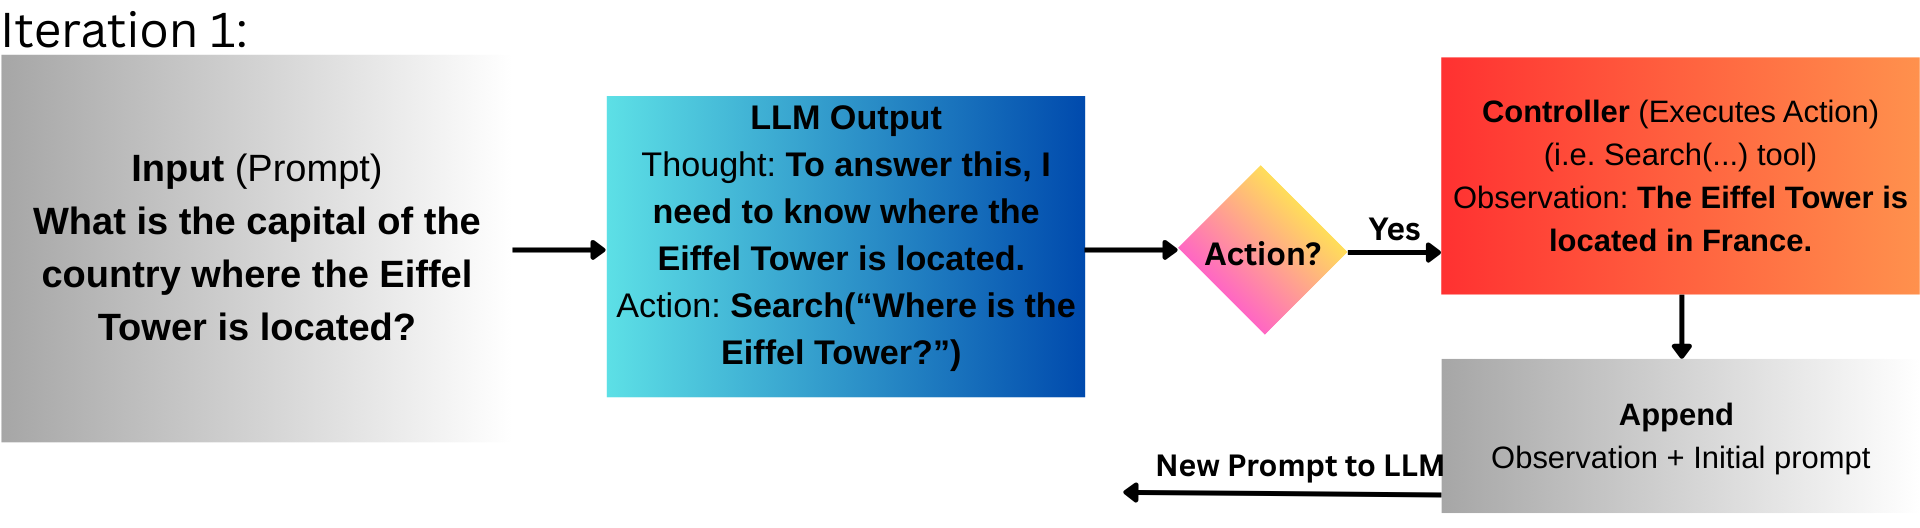 Iteration 1:
Input (Prompt)
What is the capital of the
country where the Eiffel
Tower is located?
LLM Output
Thought: To answer this, I
need to know where the
Eiffel Tower is located.
Action: Search(“Where is the
Eiffel Tower?”)
Action?
Yes
Controller (Executes Action)
(i.e. Search(...) tool)
Observation: The Eiffel Tower is
located in France.
Append
Observation + Initial prompt
New Prompt to LLM